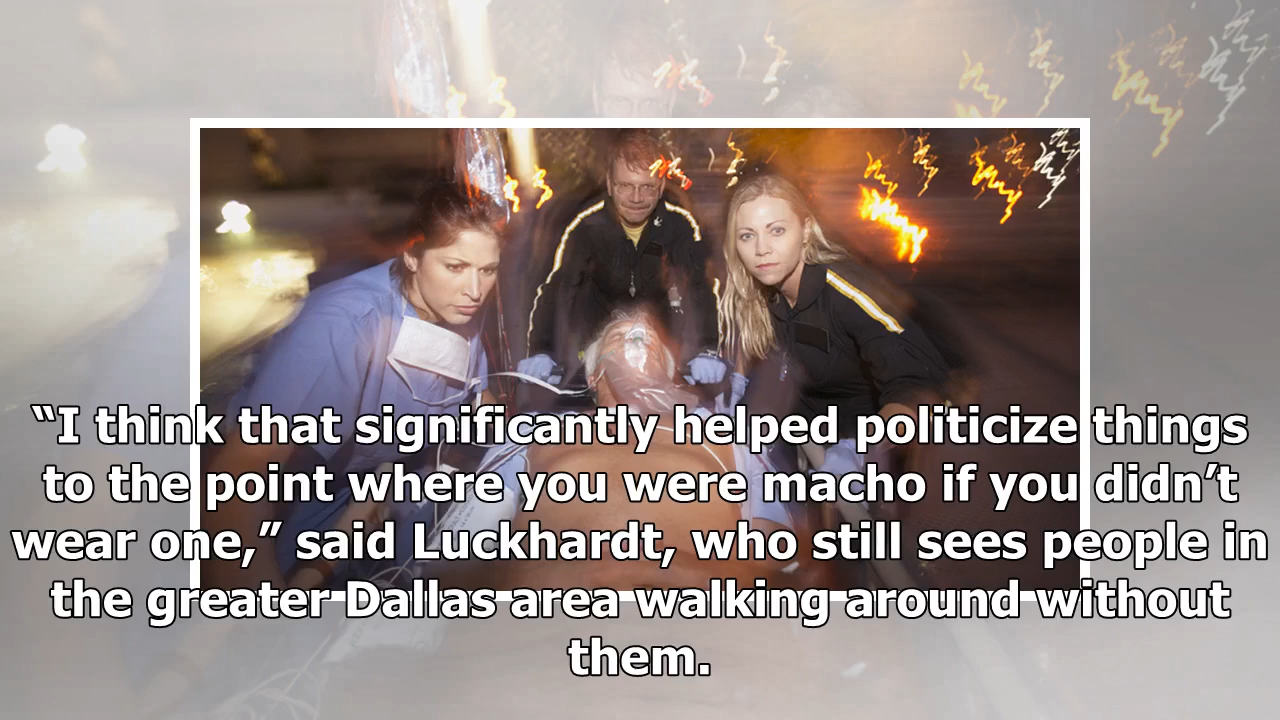 “I think that significantly helped politicize things
to the point where you were macho if you didn’t
wear one,” said Luckhardt, who still sees people in
the greater Dallas area walking around without
them.